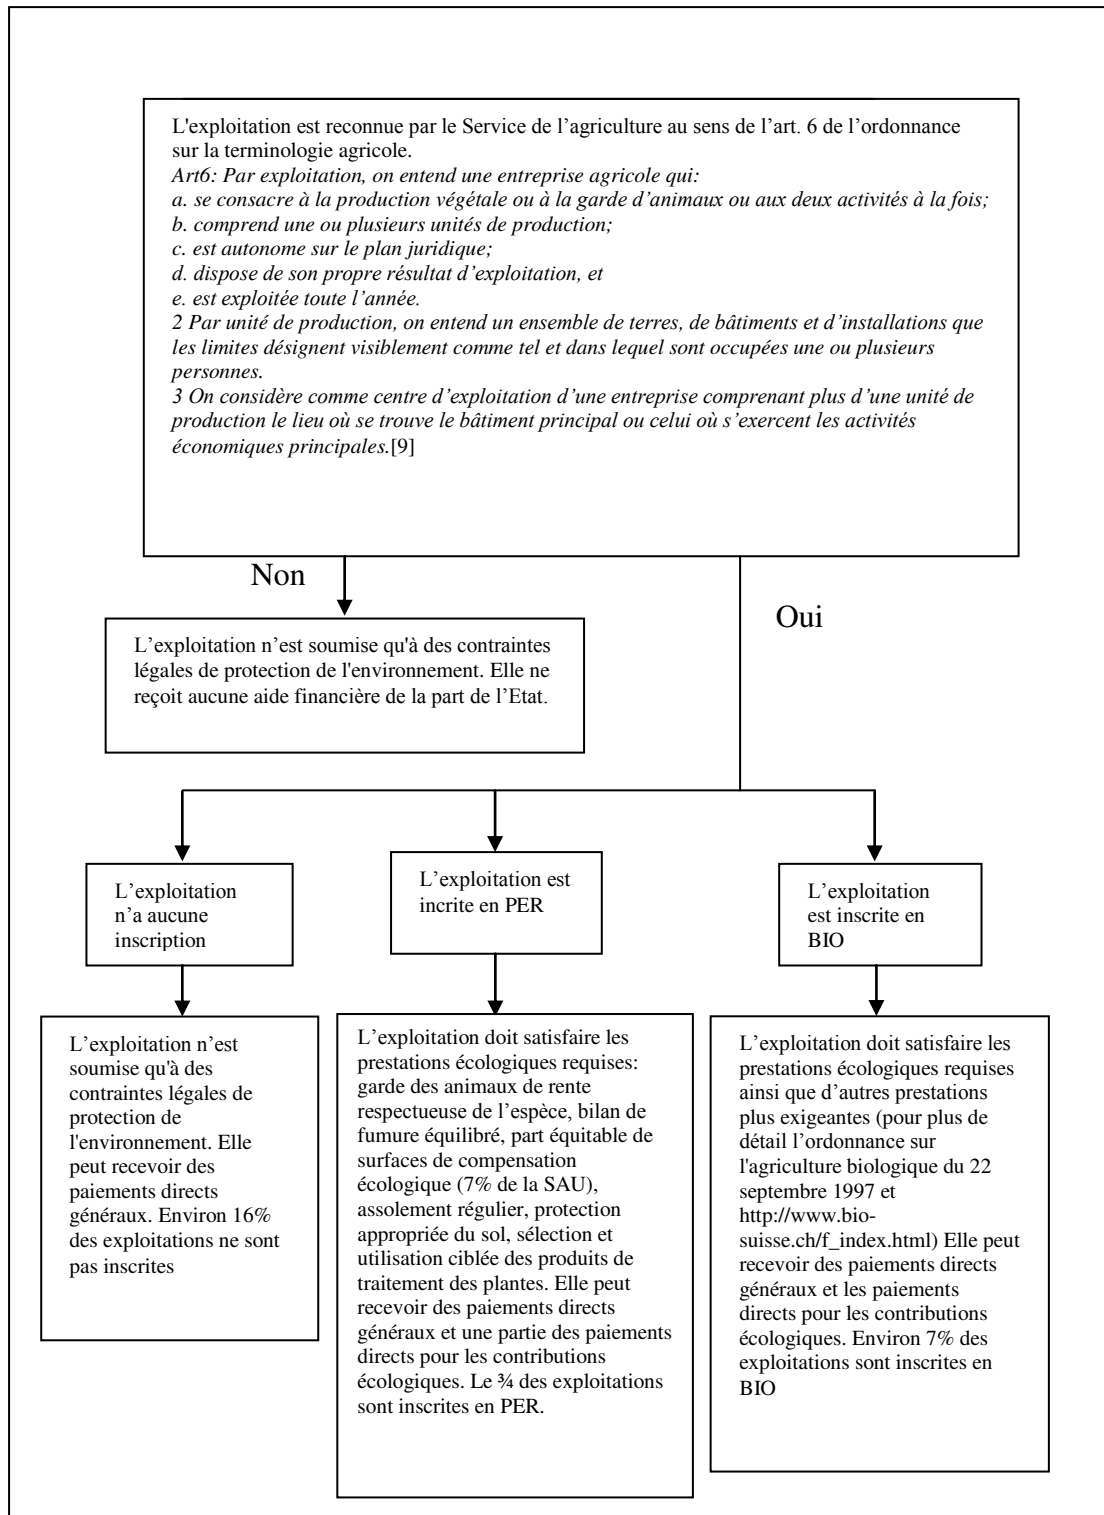 L'exploitation est reconnue par le Service de l’agriculture au sens de l’art. 6 de l’ordonnance
sur la terminologie agricole.
Art6: Par exploitation, on entend une entreprise agricole qui:
a. se consacre à la production végétale ou à la garde d’animaux ou aux deux activités à la fois;
b. comprend une ou plusieurs unités de production;
c. est autonome sur le plan juridique;
d. dispose de son propre résultat d’exploitation, et
e. est exploitée toute l’année.
2 Par unité de production, on entend un ensemble de terres, de bâtiments et d’installations que
les limites désignent visiblement comme tel et dans lequel sont occupées une ou plusieurs
personnes.
3 On considère comme centre d’exploitation d’une entreprise comprenant plus d’une unité de
production le lieu où se trouve le bâtiment principal ou celui où s’exercent les activités
économiques principales.[9]
Non
Oui
L’exploitation n’est soumise qu'à des contraintes
légales de protection de l'environnement. Elle ne
reçoit aucune aide financière de la part de l’Etat.
L’exploitation
n’a aucune
inscription
L’exploitation est
incrite en PER
L’exploitation
est inscrite en
BIO
L’exploitation n’est
soumise qu'à des
contraintes légales de
protection de
l'environnement. Elle
peut recevoir des
paiements directs
généraux. Environ 16%
des exploitations ne sont
pas inscrites
L’exploitation doit satisfaire les
prestations écologiques requises:
garde des animaux de rente
respectueuse de l’espèce, bilan de
fumure équilibré, part équitable de
surfaces de compensation
écologique (7% de la SAU),
assolement régulier, protection
appropriée du sol, sélection et
utilisation ciblée des produits de
traitement des plantes. Elle peut
recevoir des paiements directs
généraux et une partie des paiements
directs pour les contributions
écologiques. Le ¾ des exploitations
sont inscrites en PER.
L’exploitation doit satisfaire les
prestations écologiques requises
ainsi que d’autres prestations
plus exigeantes (pour plus de
détail l’ordonnance sur
l'agriculture biologique du 22
septembre 1997 et
http://www.bio-
suisse.ch/f_index.html) Elle peut
recevoir des paiements directs
généraux et les paiements
directs pour les contributions
écologiques. Environ 7% des
exploitations sont inscrites en
BIO